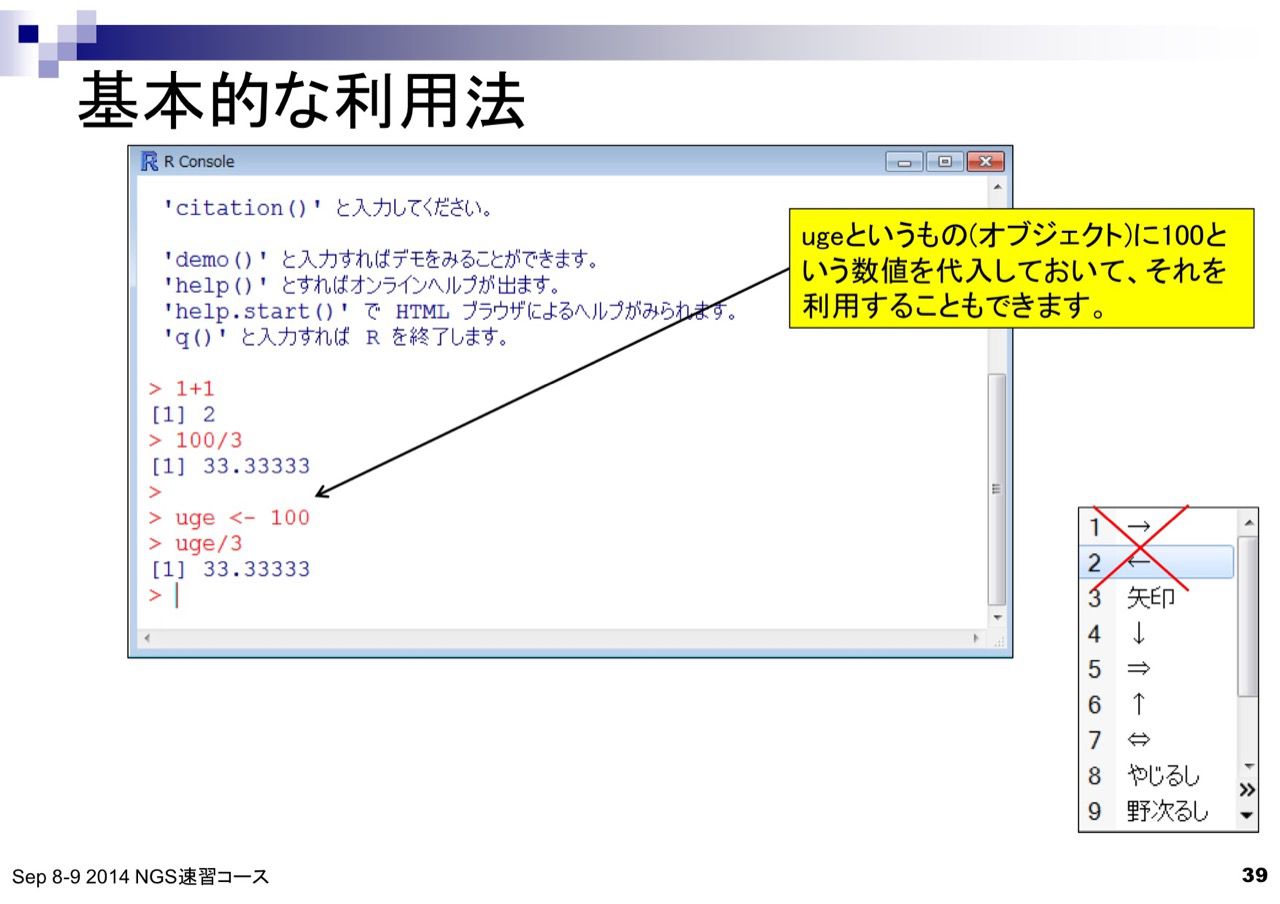 基本的な利用法
R Console
'citation()' と入力してください。
'demo()' と入力すればデモをみることができます。
'help()' とすればオンラインヘルプが出ます。
'help.start()' で HTML ブラウザによるヘルプがみられます。
'q()' と入力すれば R を終了します。
> 1+1
[1] 2
> 100/3
[1] 33.33333
>
> uge <- 100
> uge/3
[1] 33.33333
>
ugeというもの(オブジェクト)に100と
いう数値を代入しておいて、それを
利用することもできます。
1 →
2 ←
3 矢印
4 ↓
5 ⇒
6 ↑
7 ⇔
8 やじるし
9 野次るし
Sep 8-9 2014 NGS速習コース
39